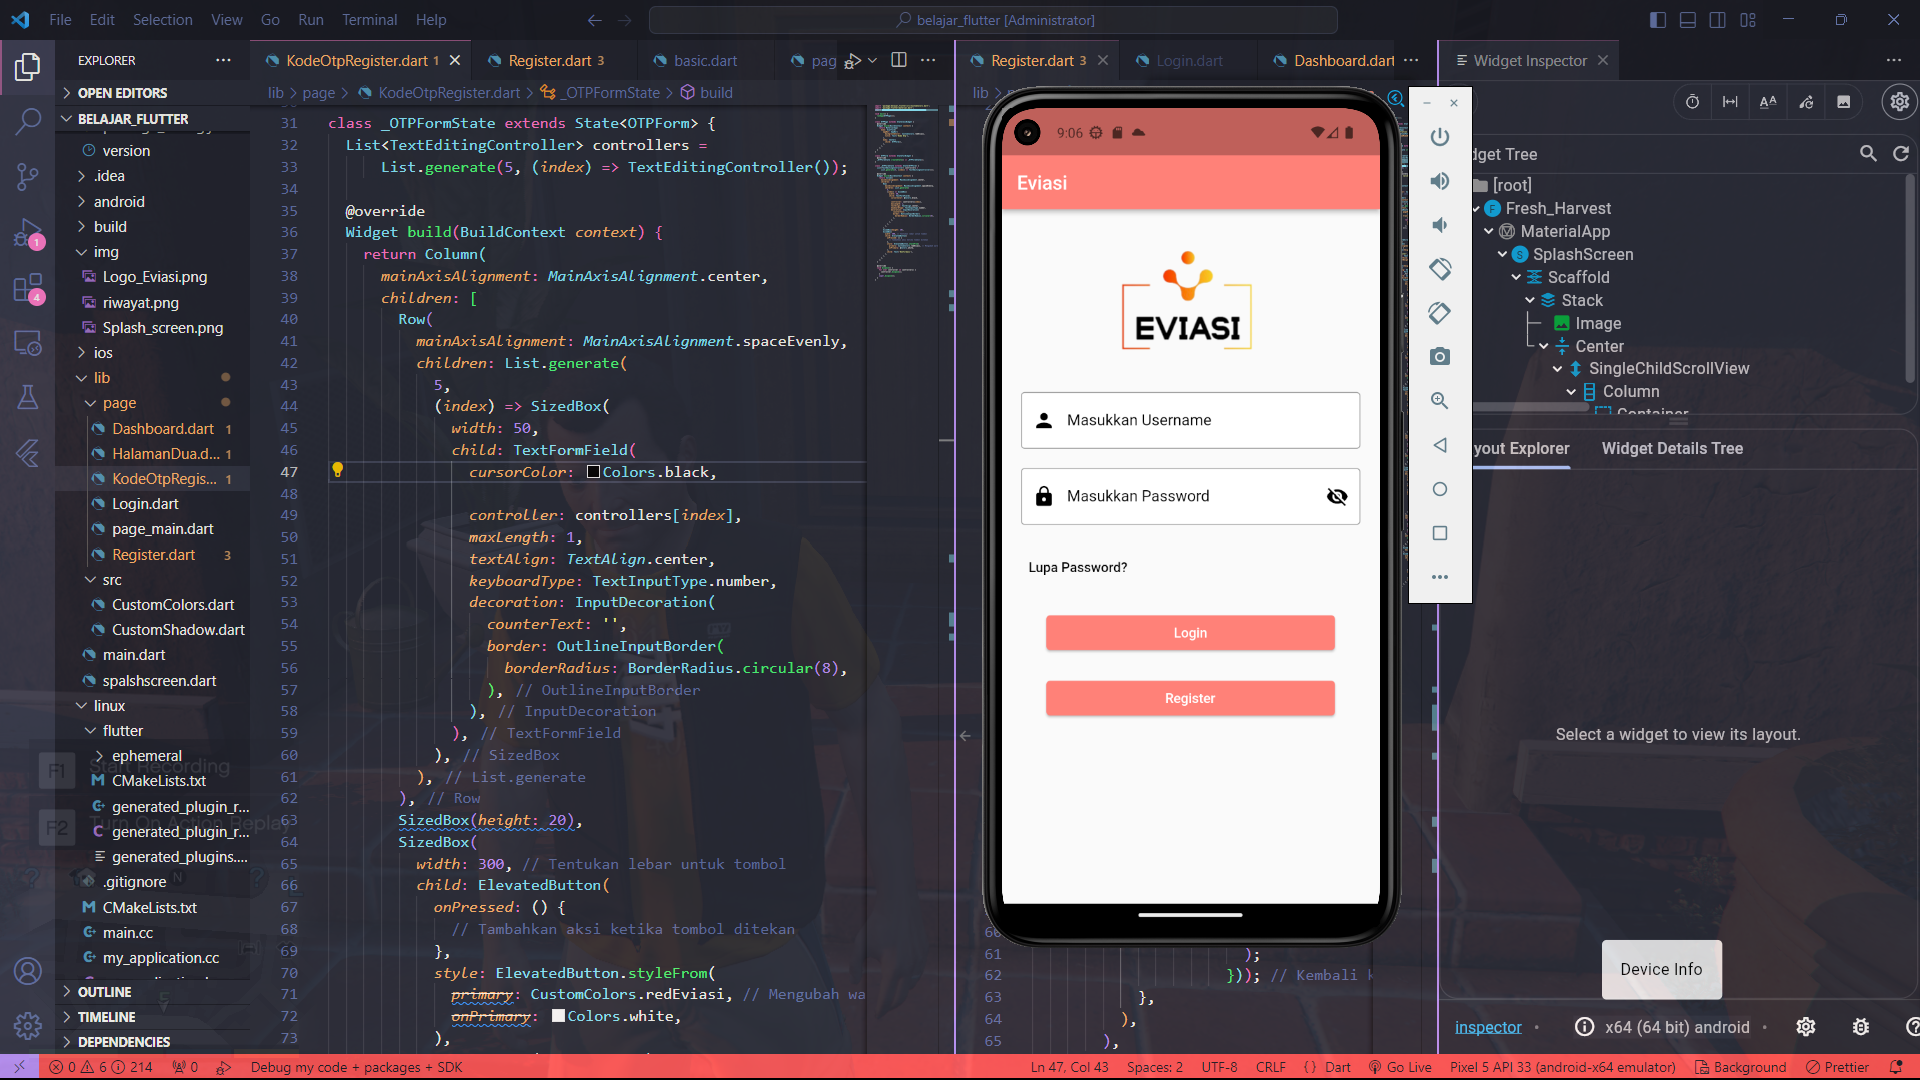 File Edit Selection View Go Run Terminal Help
belajar_flutter [Administrator]
EXPLORER
OPEN EDITORS
BELAJAR_FLUTTER
version
.idea
android
build
img
Logo_Eviasi.png
riwayat.png
Splash_screen.png
ios
lib
page
Dashboard.dart 1
HalamanDua.d... 1
KodeOtpRegis... 1
Login.dart
page_main.dart
Register.dart 3
src
CustomColors.dart
CustomShadow.dart
main.dart
spalshscreen.dart
linux
flutter
ephemeral
CMakeLists.txt
generated_plugin_r...
generated_plugin_r...
generated_plugins....
.gitignore
CMakeLists.txt
main.cc
my_application.cc
OUTLINE
TIMELINE
DEPENDENCIES
1
4
F1 Start Recording
F2 Turn On Action Replay
KodeOtpRegister.dart 1
Register.dart 3
basic.dart
pag
lib > page > KodeOtpRegister.dart > _OTPFormState > build
31 class _OTPFormState extends State<OTPForm> {
32 List<TextEditingController> controllers =
33 List.generate(5, (index) => TextEditingController());
34
35 @override
36 Widget build(BuildContext context) {
37 return Column(
38 mainAxisAlignment: MainAxisAlignment.center,
39 children: [
40 Row(
41 mainAxisAlignment: MainAxisAlignment.spaceEvenly,
42 children: List.generate(
43 5,
44 (index) => SizedBox(
45 width: 50,
46 child: TextFormField(
47 cursorColor: Colors.black,
48
49 controller: controllers[index],
50 maxLength: 1,
51 textAlign: TextAlign.center,
52 keyboardType: TextInputType.number,
53 decoration: InputDecoration(
54 counterText: '',
55 border: OutlineInputBorder(
56 borderRadius: BorderRadius.circular(8),
57 ), // OutlineInputBorder
58 ), // InputDecoration
59 ), // TextFormField
60 ), // SizedBox
61 ), // List.generate
62 ), // Row
63 SizedBox(height: 20),
64 SizedBox(
65 width: 300, // Tentukan lebar untuk tombol
66 child: ElevatedButton(
67 onPressed: () {
68 // Tambahkan aksi ketika tombol ditekan
69 },
70 style: ElevatedButton.styleFrom(
71 primary: CustomColors.redEviasi, // Mengubah wa
72 onPrimary: Colors.white,
73 ),
Register.dart 3
Login.dart
Dashboard.dart
lib >
9:06
Eviasi
EVIASI
Masukkan Username
Masukkan Password
Lupa Password?
Login
Register
60
61 );
62 })); // Kembali k
63 },
64 ),
65 ),
Widget Inspector
dget Tree
[root]
Fresh_Harvest
MaterialApp
SplashScreen
Scaffold
Stack
Image
Center
SingleChildScrollView
Column
Container
yout Explorer
Widget Details Tree
Select a widget to view its layout.
Device Info
inspector • x64 (64 bit) android •
0 6 214 0 Debug my code + packages + SDK
Ln 47, Col 43 Spaces: 2 UTF-8 CRLF { } Dart Go Live Pixel 5 API 33 (android-x64 emulator) Background Prettier